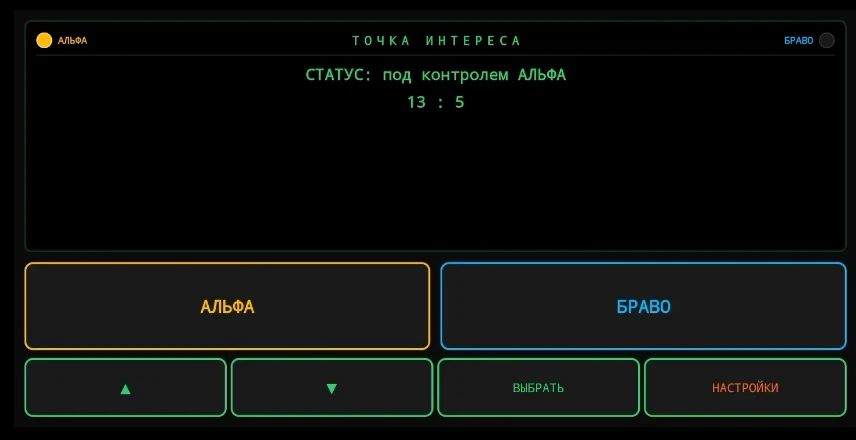 АЛЬФА ТОЧКА ИНТЕРЕСА БРАВО
СТАТУС: под контролем АЛЬФА
13 : 5
АЛЬФА БРАВО
▲ ▼ ВЫБРАТЬ НАСТРОЙКИ